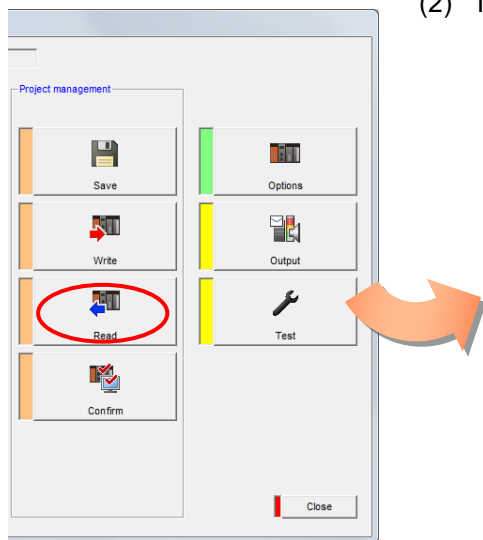 (2)
Project management
Save
Options
Write
Output
Read
Test
Confirm
Close